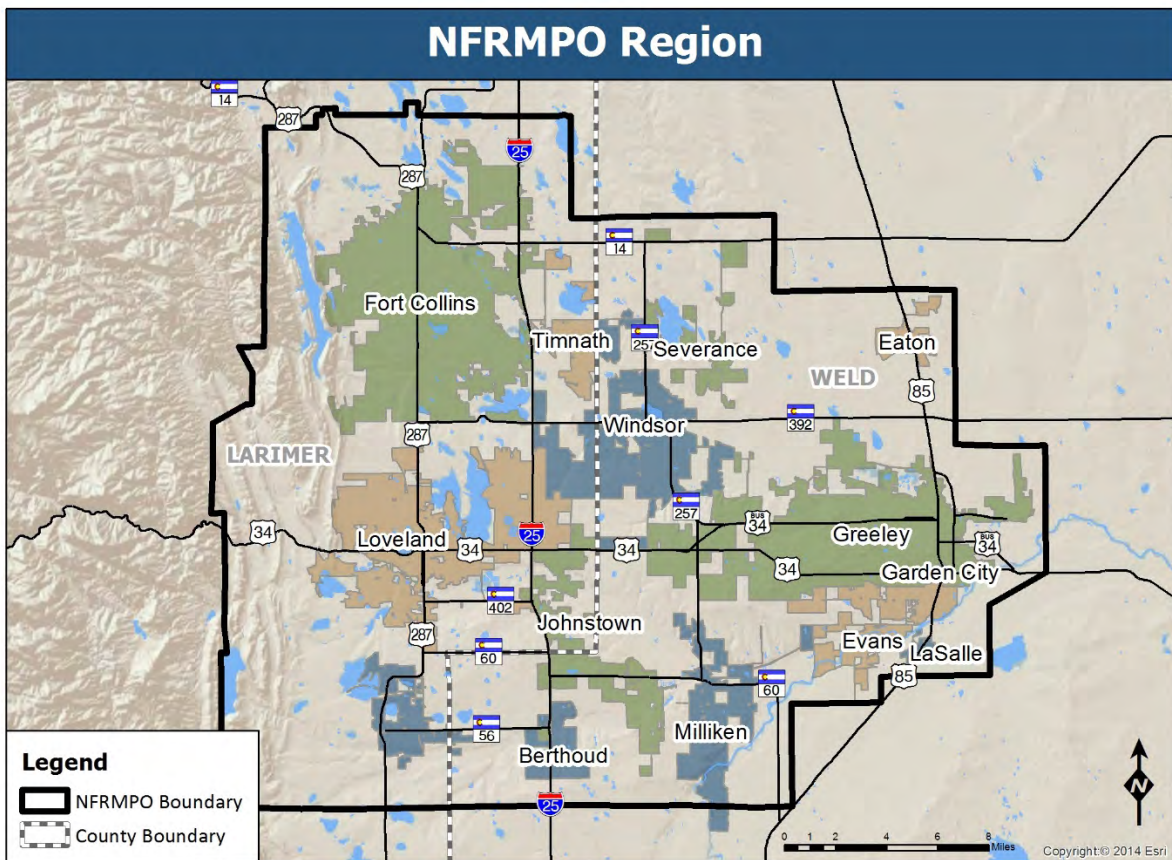 NFRMPO Region
14
287
25
287
14
Fort Collins
Timnath
257
Severance
Eaton
WELD
85
287
Windsor
392
LARIMER
257
BUS
34
34
Loveland
34
25
34
Greeley
BUS
34
34
Garden City
402
Johnstown
287
Evans
60
LaSalle
60
85
Milliken
56
Berthoud
25
Legend
NFRMPO Boundary
County Boundary
N
0 1 2 4 6 8
Miles
Copyright:© 2014 Esri